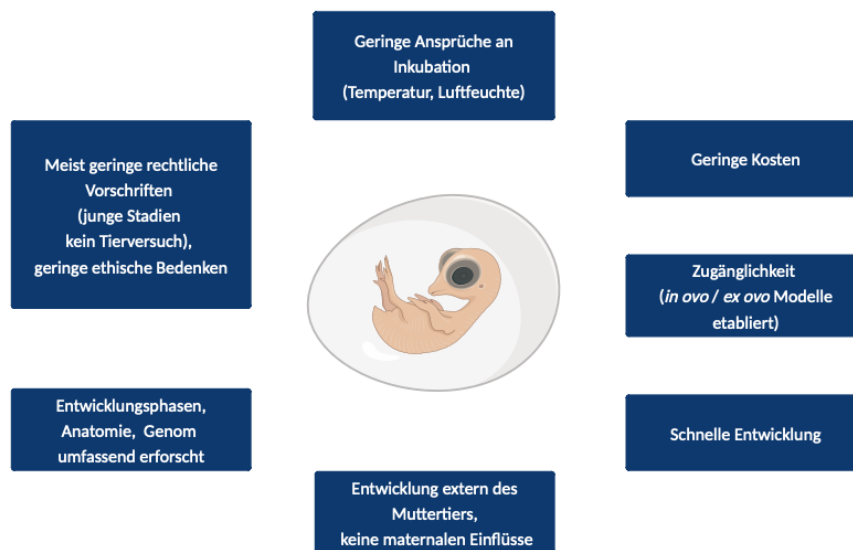 Geringe Ansprüche an
Inkubation
(Temperatur, Luftfeuchte)
Meist geringe rechtliche
Vorschriften
(junge Stadien
kein Tierversuch),
geringe ethische Bedenken
Geringe Kosten
Zugänglichkeit
(in ovo / ex ovo Modelle
etabliert)
Entwicklungsphasen,
Anatomie, Genom
umfassend erforscht
Schnelle Entwicklung
Entwicklung extern des
Muttertiers,
keine maternalen Einflüsse